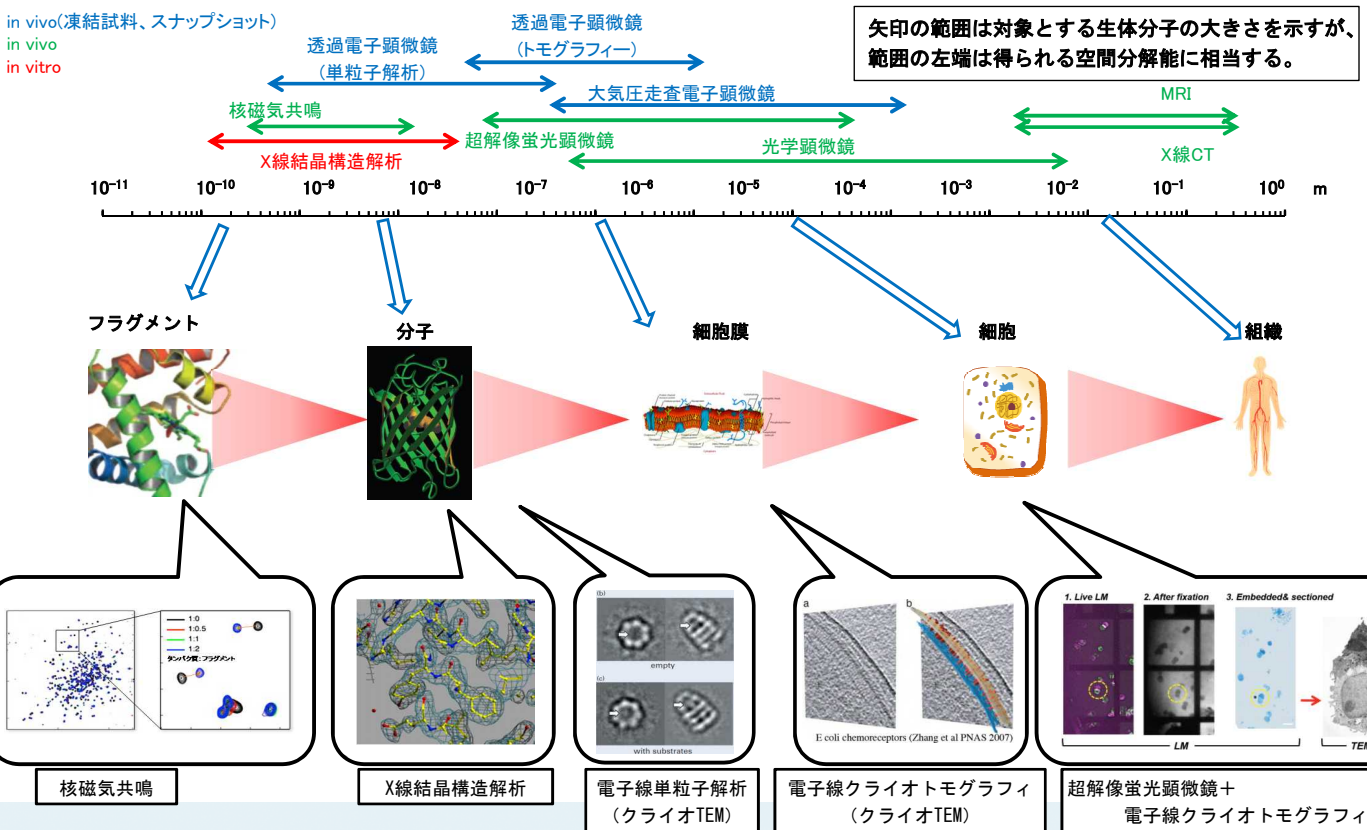 in vivo(凍結試料、スナップショット)
in vivo
in vitro
透過電子顕微鏡
(単粒子解析)
透過電子顕微鏡
(トモグラフィー)
矢印の範囲は対象とする生体分子の大きさを示すが、
範囲の左端は得られる空間分解能に相当する。
大気圧走査電子顕微鏡
MRI
核磁気共鳴
超解像蛍光顕微鏡
光学顕微鏡
X線結晶構造解析
X線CT
10⁻¹¹ 10⁻¹⁰ 10⁻⁹ 10⁻⁸ 10⁻⁷ 10⁻⁶ 10⁻⁵ 10⁻⁴ 10⁻³ 10⁻² 10⁻¹ 10⁰ m
フラグメント
分子
細胞膜
細胞
組織
1:0
1:0.5
1:1
1:2
タンパク質:フラグメント
(b)
empty
(c)
with substrates
a
b
E coli chemoreceptors (Zhang et al PNAS 2007)
1. Live LM
2. After fixation
3. Embedded& sectioned
LM
TEM
核磁気共鳴
X線結晶構造解析
電子線単粒子解析
(クライオTEM)
電子線クライオトモグラフィ
(クライオTEM)
超解像蛍光顕微鏡+
電子線クライオトモグラフィ